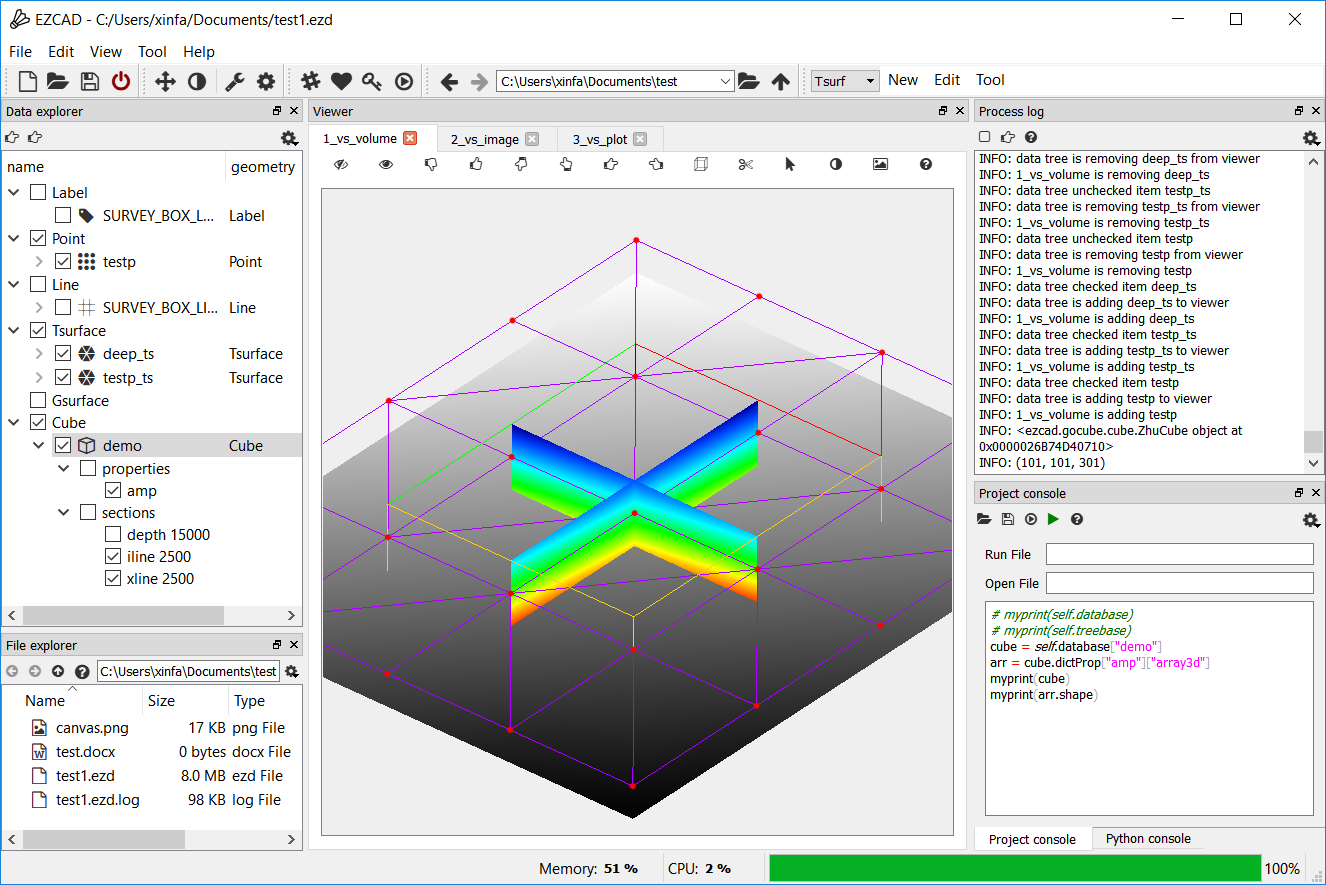 EZCAD - C:/Users/xinfa/Documents/test1.ezd
File Edit View Tool Help
C:\Users\xinfa\Documents\test
Tsurf New Edit Tool
Data explorer
name geometry
Label
SURVEY_BOX_L... Label
Point
testp Point
Line
SURVEY_BOX_LI... Line
Tsurface
deep_ts Tsurface
testp_ts Tsurface
Gsurface
Cube
demo Cube
properties
amp
sections
depth 15000
iline 2500
xline 2500
File explorer
C:\Users\xinfa\Documents\test
Name Size Type
canvas.png 17 KB png File
test.docx 0 bytes docx File
test1.ezd 8.0 MB ezd File
test1.ezd.log 98 KB log File
Viewer
1_vs_volume 2_vs_image 3_vs_plot
Process log
INFO: data tree is removing deep_ts from viewer
INFO: 1_vs_volume is removing deep_ts
INFO: data tree unchecked item testp_ts
INFO: data tree is removing testp_ts from viewer
INFO: 1_vs_volume is removing testp_ts
INFO: data tree unchecked item testp
INFO: data tree is removing testp from viewer
INFO: 1_vs_volume is removing testp
INFO: data tree checked item deep_ts
INFO: data tree is adding deep_ts to viewer
INFO: 1_vs_volume is adding deep_ts
INFO: data tree checked item testp_ts
INFO: data tree is adding testp_ts to viewer
INFO: 1_vs_volume is adding testp_ts
INFO: data tree checked item testp
INFO: data tree is adding testp to viewer
INFO: 1_vs_volume is adding testp
INFO: <ezcad.gocube.cube.ZhuCube object at
0x0000026B74D40710>
INFO: (101, 101, 301)
Project console
Run File
Open File
# myprint(self.database)
# myprint(self.treebase)
cube = self.database["demo"]
arr = cube.dictProp["amp"]["array3d"]
myprint(cube)
myprint(arr.shape)
Project console Python console
Memory: 51 % CPU: 2 % 100%